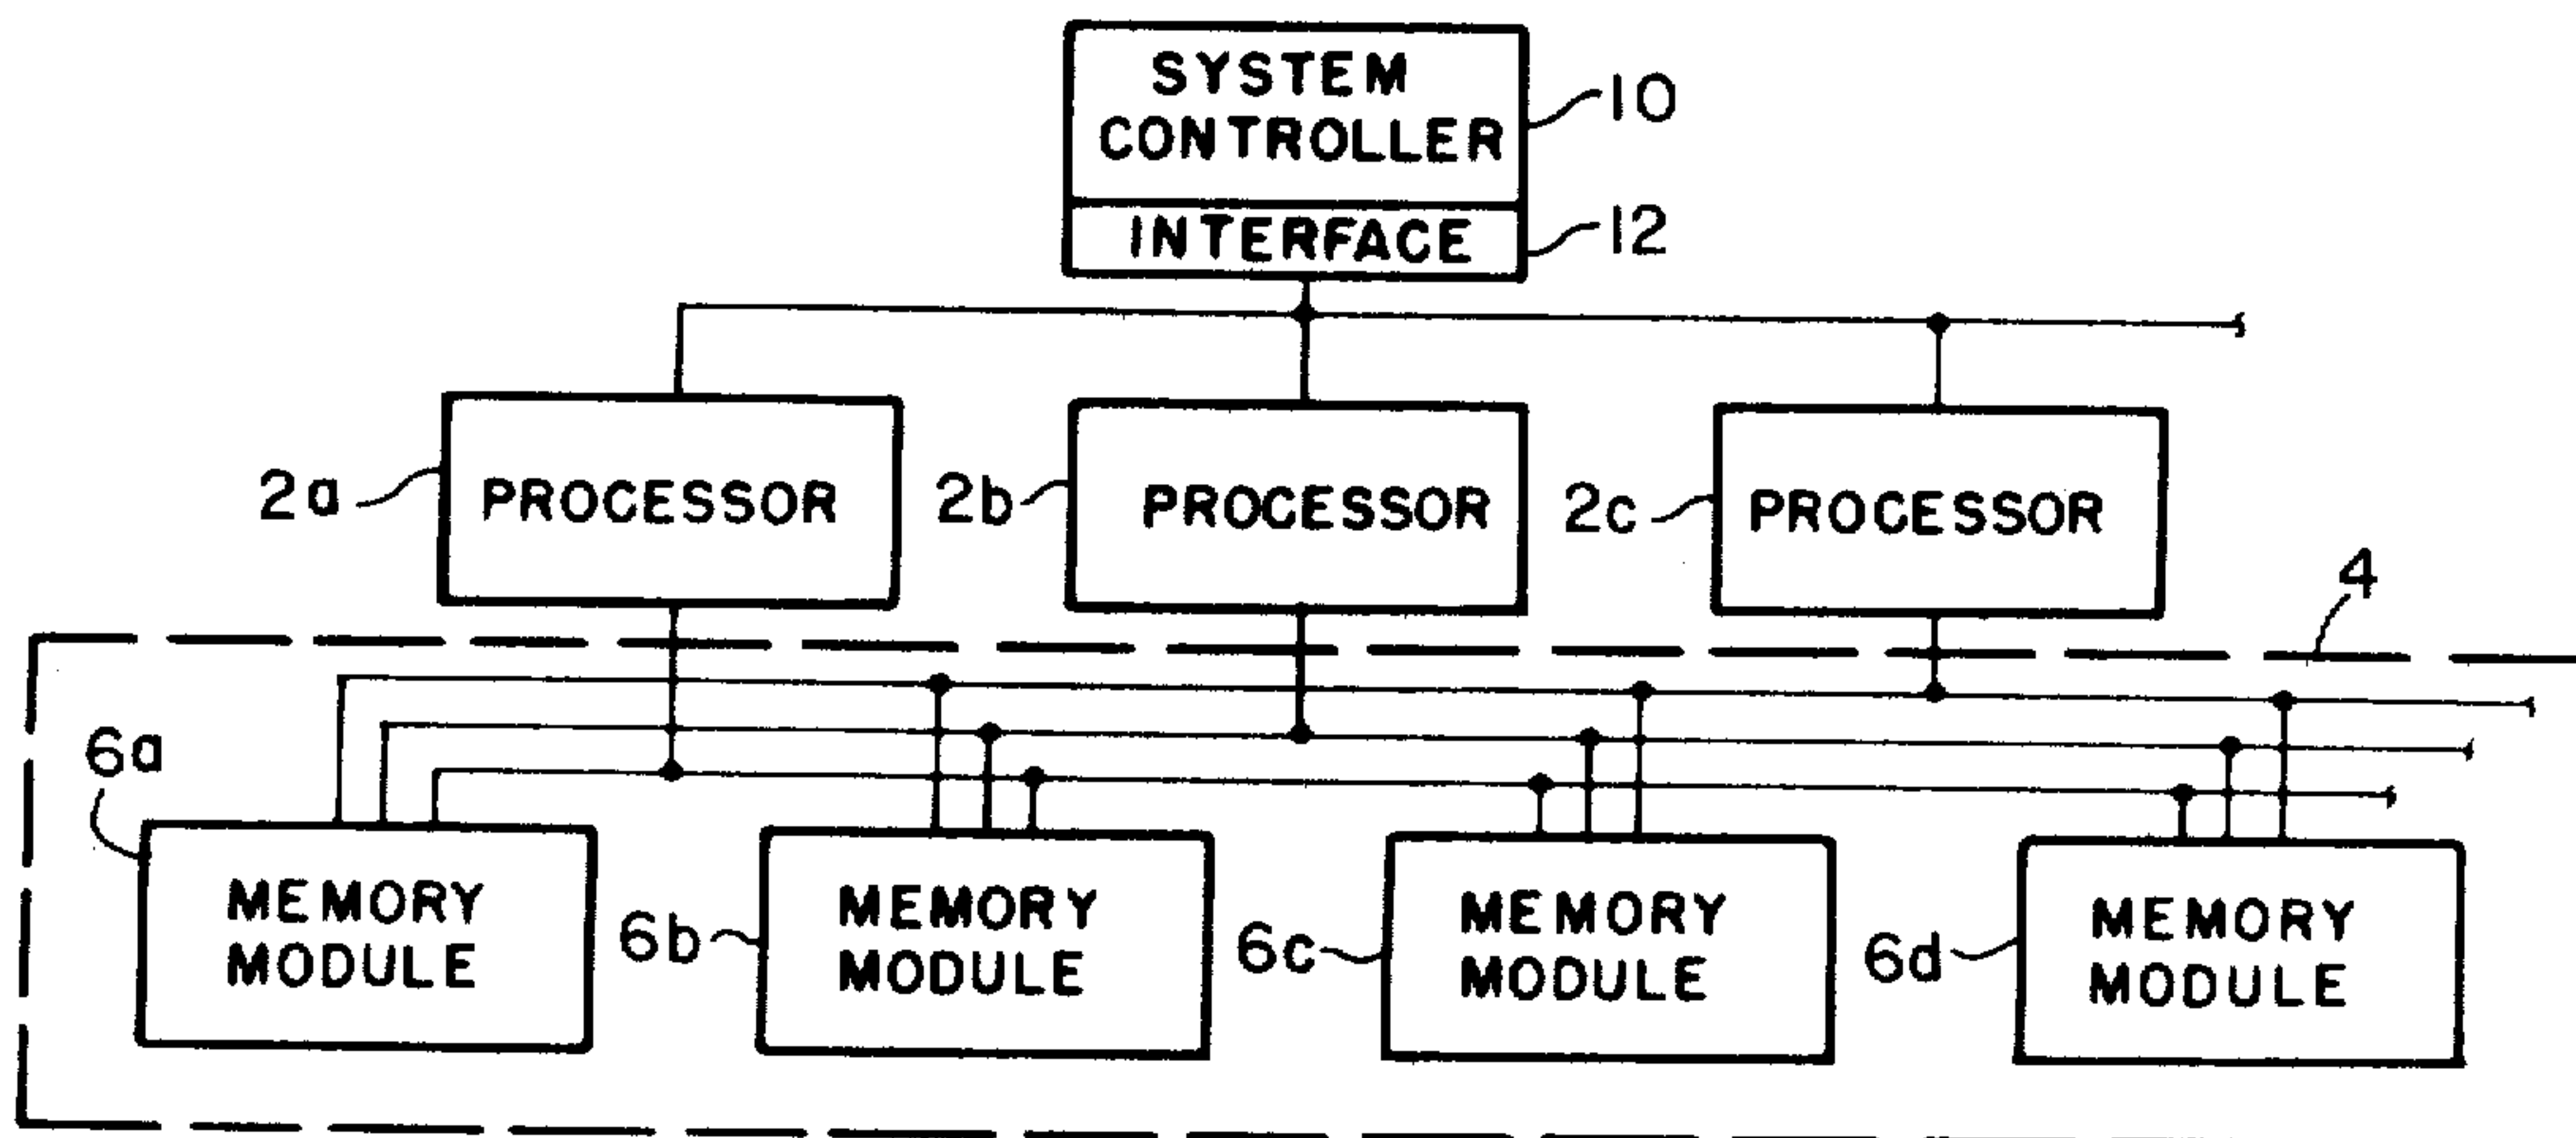 SYSTEM
CONTROLLER
10
INTERFACE
12
2a
PROCESSOR
2b
PROCESSOR
2c
PROCESSOR
4
6a
MEMORY
MODULE
6b
MEMORY
MODULE
6c
MEMORY
MODULE
6d
MEMORY
MODULE